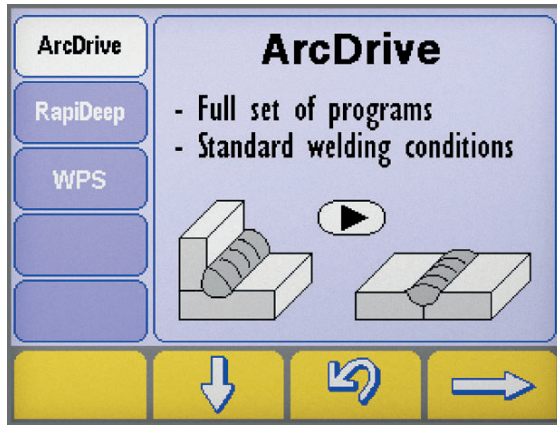 ArcDrive
RapiDeep
WPS
ArcDrive
- Full set of programs
- Standard welding conditions